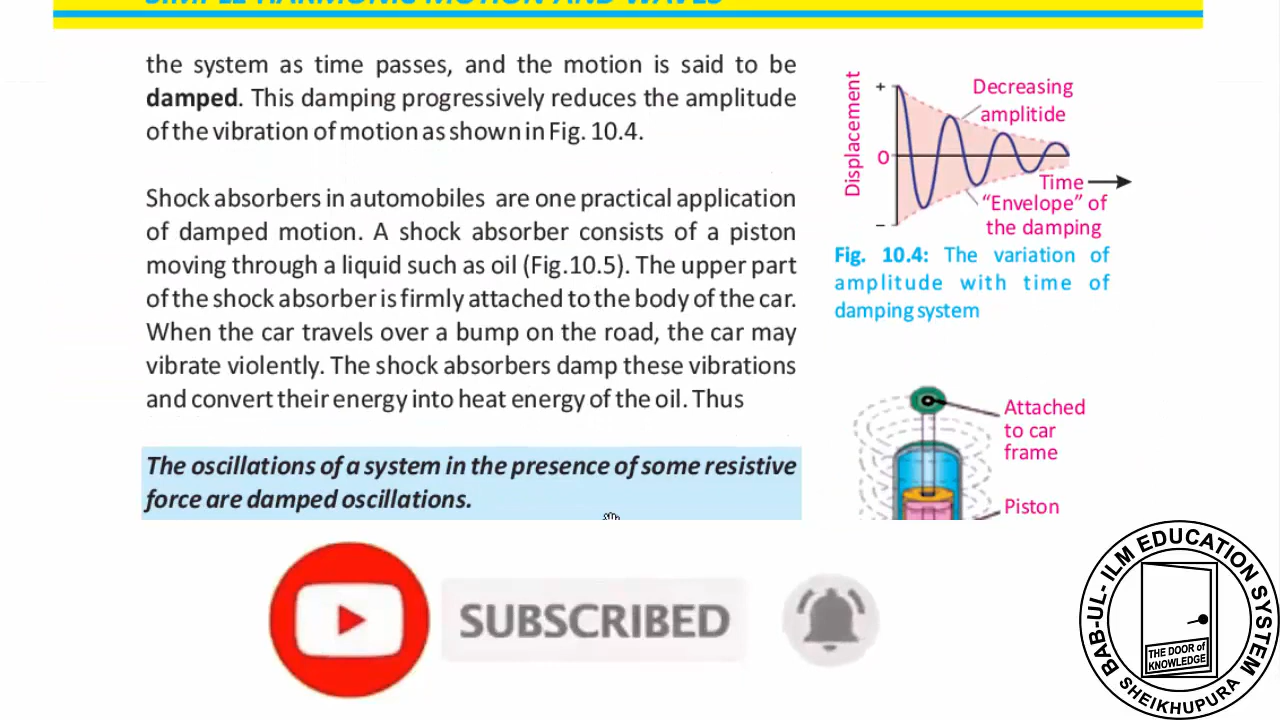 SIMPLE HARMONIC MOTION AND WAVES
the system as time passes, and the motion is said to be
damped. This damping progressively reduces the amplitude
of the vibration of motion as shown in Fig. 10.4.
Shock absorbers in automobiles are one practical application
of damped motion. A shock absorber consists of a piston
moving through a liquid such as oil (Fig.10.5). The upper part
of the shock absorber is firmly attached to the body of the car.
When the car travels over a bump on the road, the car may
vibrate violently. The shock absorbers damp these vibrations
and convert their energy into heat energy of the oil. Thus
The oscillations of a system in the presence of some resistive
force are damped oscillations.
Displacement
+
O
–
Decreasing
amplitide
Time
“Envelope” of
the damping
Fig. 10.4: The variation of
amplitude with time of
damping system
Attached
to car
frame
Piston
SUBSCRIBED
BAB-UL-ILM EDUCATION SYSTEM
THE DOOR of
KNOWLEDGE
SHEIKHUPURA